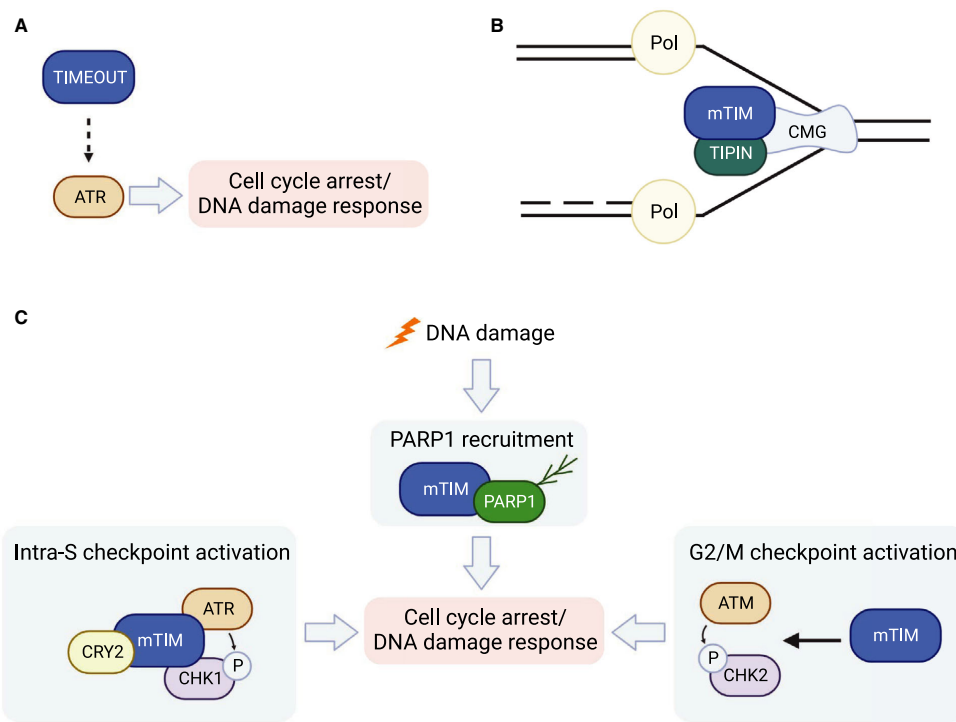 A
TIMEOUT
ATR
Cell cycle arrest/
DNA damage response
B
Pol
mTIM
CMG
TIPIN
Pol
C
DNA damage
PARP1 recruitment
mTIM
PARP1
Intra-S checkpoint activation
ATR
mTIM
CRY2
P
CHK1
Cell cycle arrest/
DNA damage response
G2/M checkpoint activation
ATM
mTIM
P
CHK2